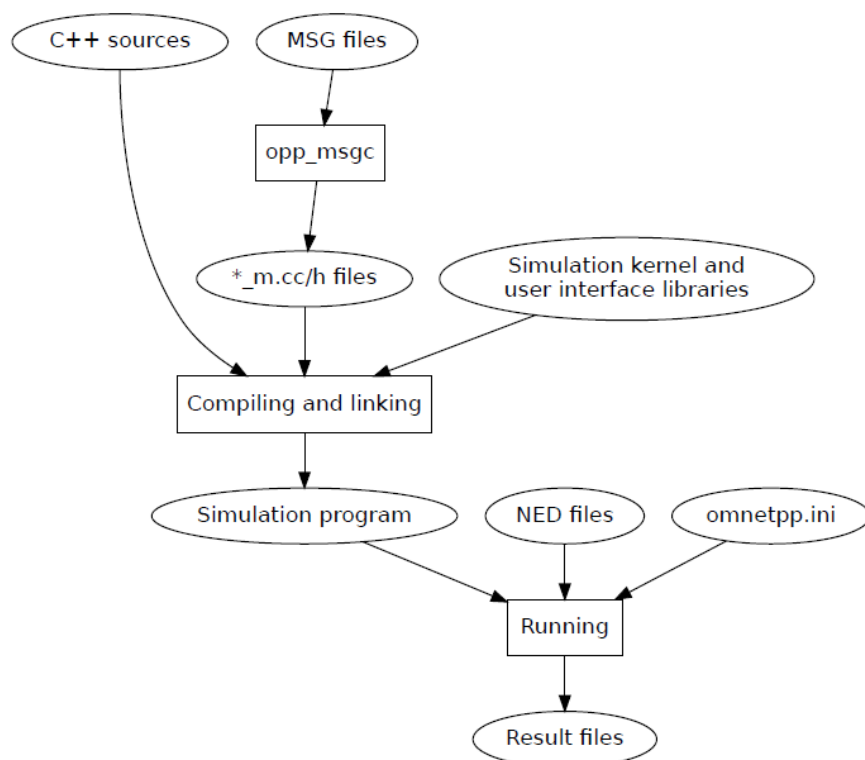 C++ sources
MSG files
opp_msgc
*_m.cc/h files
Simulation kernel and
user interface libraries
Compiling and linking
Simulation program
NED files
omnetpp.ini
Running
Result files